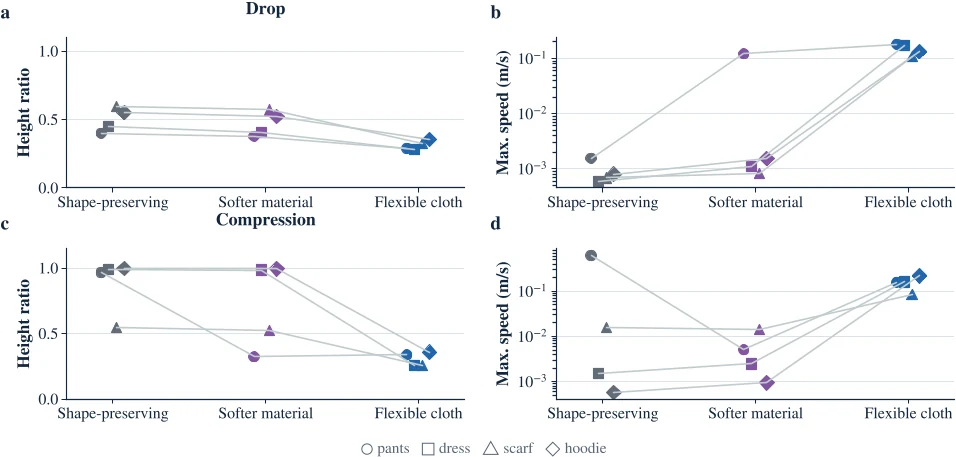 a
Drop
Height ratio
1.0
0.5
0.0
Shape-preserving Softer material Flexible cloth
b
Max. speed (m/s)
10⁻¹
10⁻²
10⁻³
Shape-preserving Softer material Flexible cloth
c
Compression
Height ratio
1.0
0.5
0.0
Shape-preserving Softer material Flexible cloth
d
Max. speed (m/s)
10⁻¹
10⁻²
10⁻³
Shape-preserving Softer material Flexible cloth
pants dress scarf hoodie